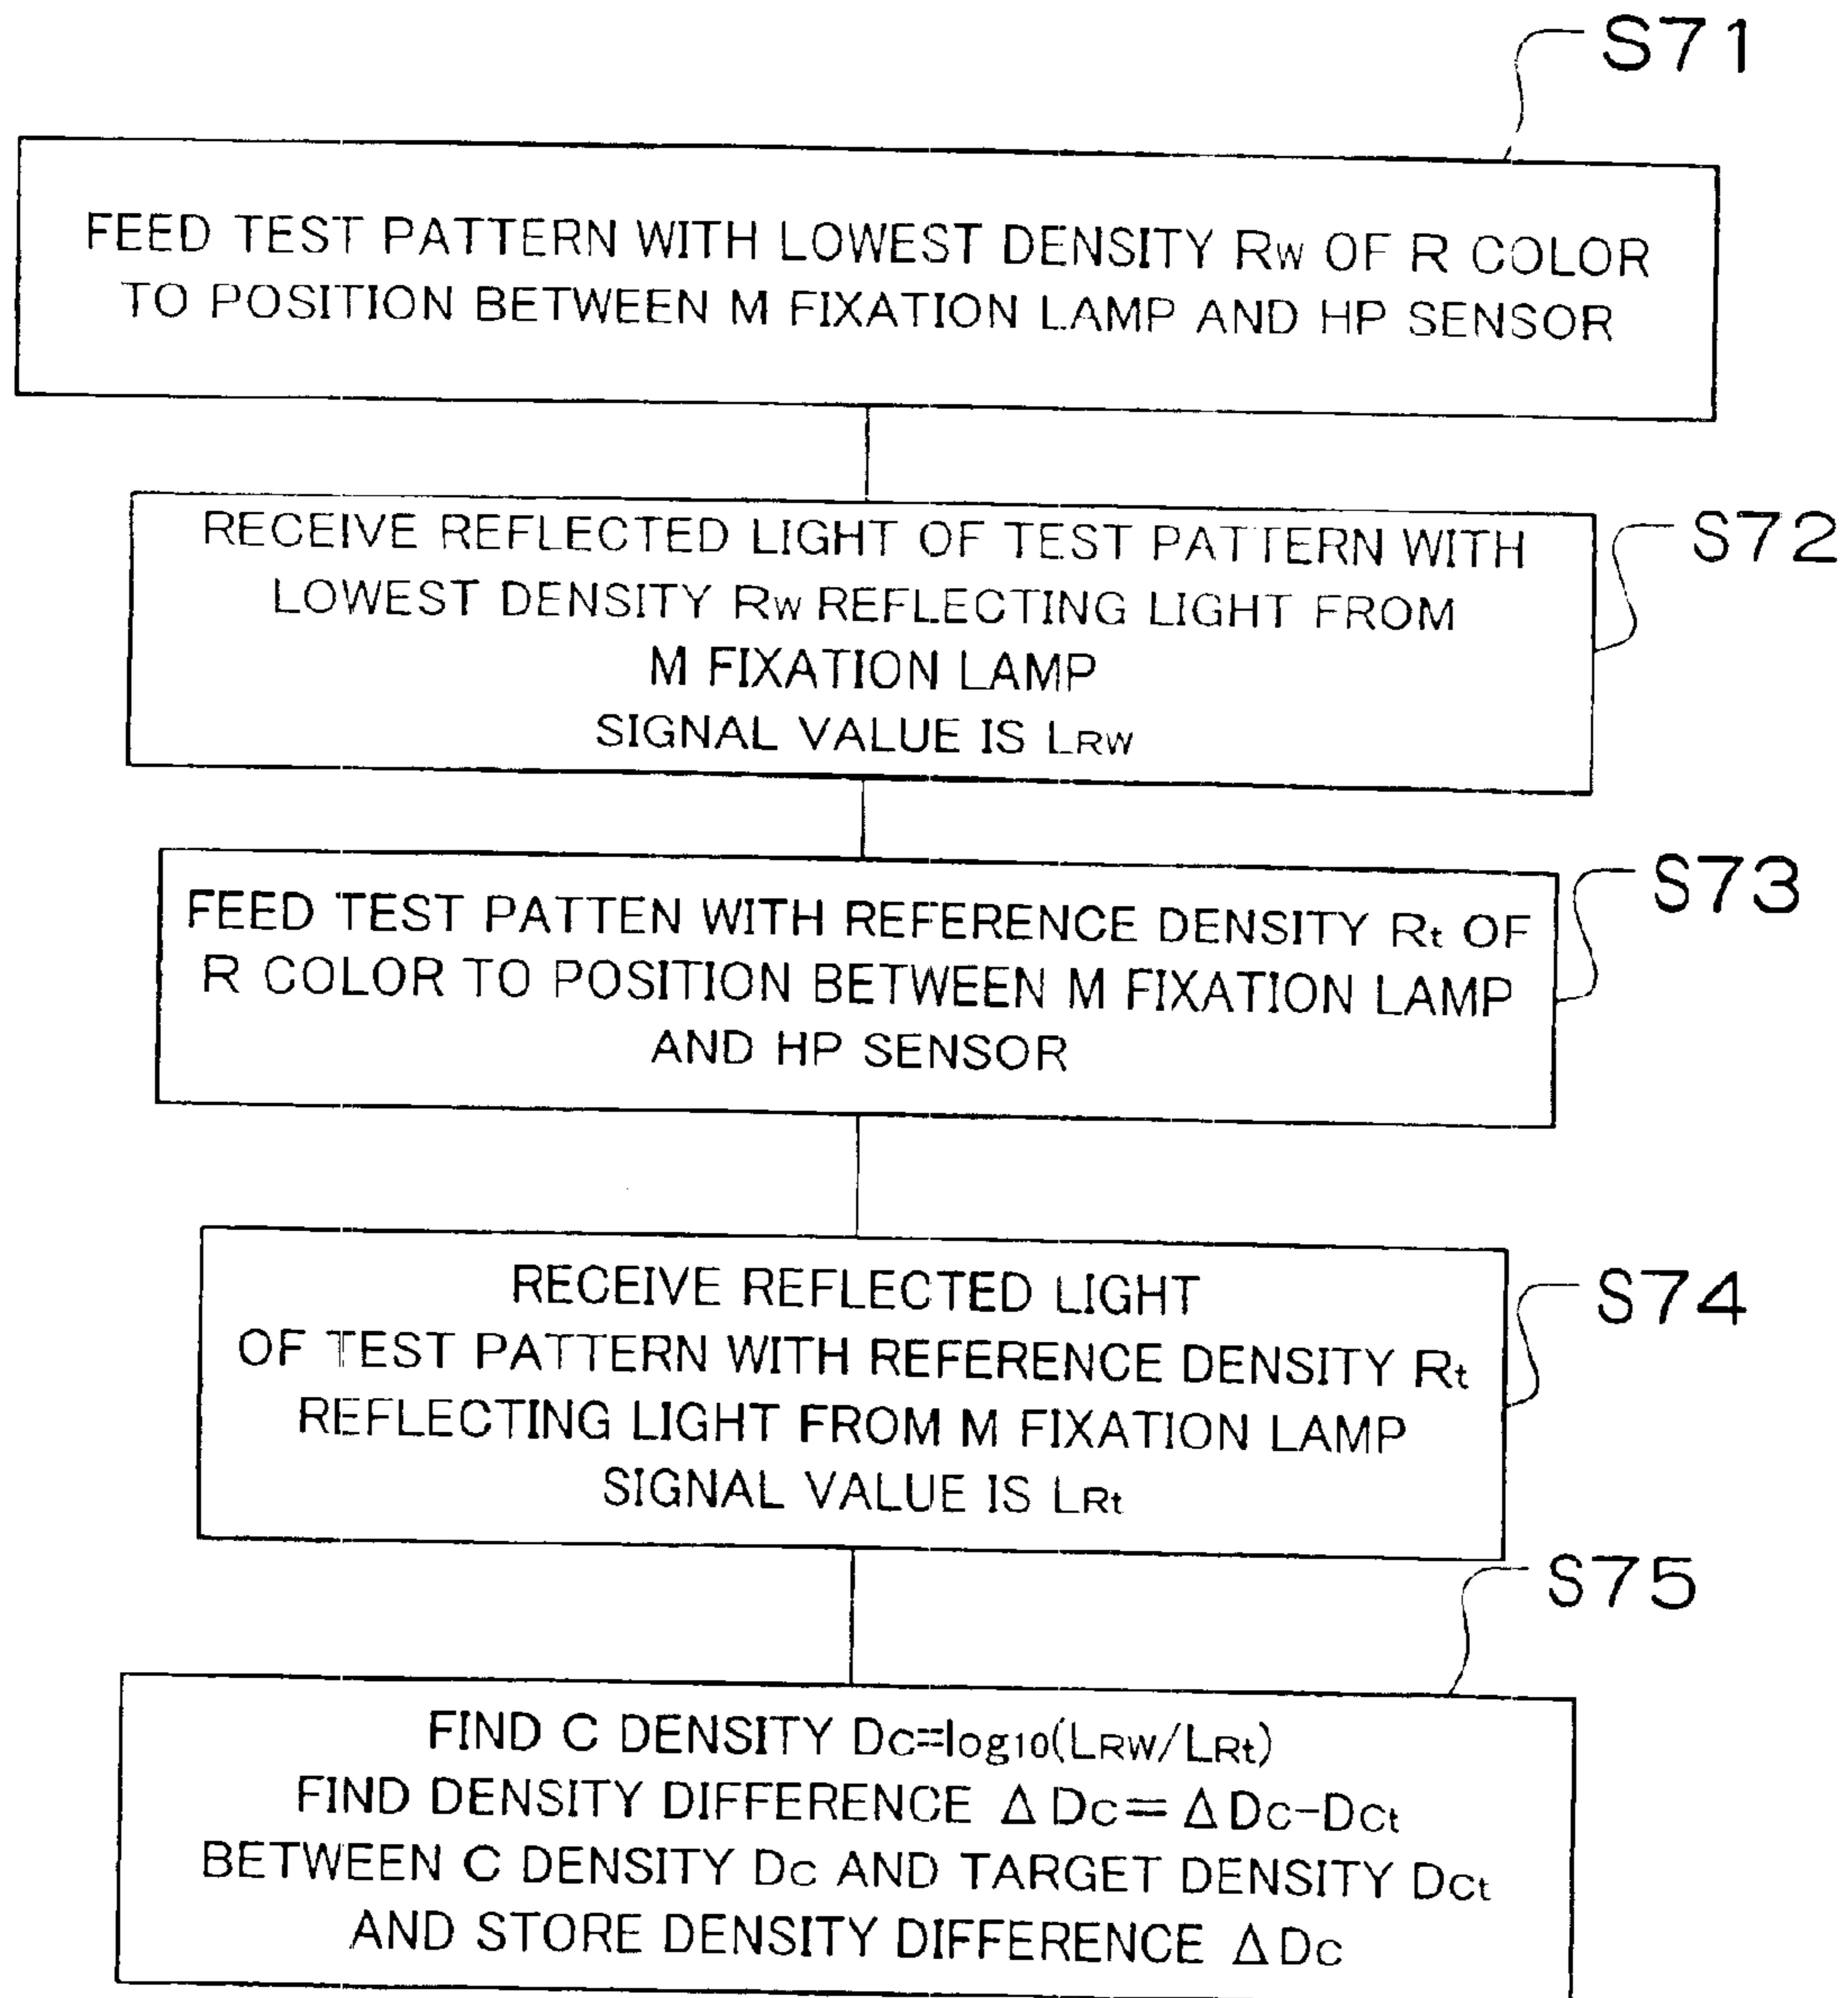 S71
FEED TEST PATTERN WITH LOWEST DENSITY Rw OF R COLOR
TO POSITION BETWEEN M FIXATION LAMP AND HP SENSOR
S72
RECEIVE REFLECTED LIGHT OF TEST PATTERN WITH
LOWEST DENSITY Rw REFLECTING LIGHT FROM
M FIXATION LAMP
SIGNAL VALUE IS LRW
S73
FEED TEST PATTEN WITH REFERENCE DENSITY Rt OF
R COLOR TO POSITION BETWEEN M FIXATION LAMP
AND HP SENSOR
S74
RECEIVE REFLECTED LIGHT
OF TEST PATTERN WITH REFERENCE DENSITY Rt
REFLECTING LIGHT FROM M FIXATION LAMP
SIGNAL VALUE IS LRt
S75
FIND C DENSITY DC=log10(LRW/LRt)
FIND DENSITY DIFFERENCE ΔDC=ΔDC-DCt
BETWEEN C DENSITY DC AND TARGET DENSITY DCt
AND STORE DENSITY DIFFERENCE ΔDC